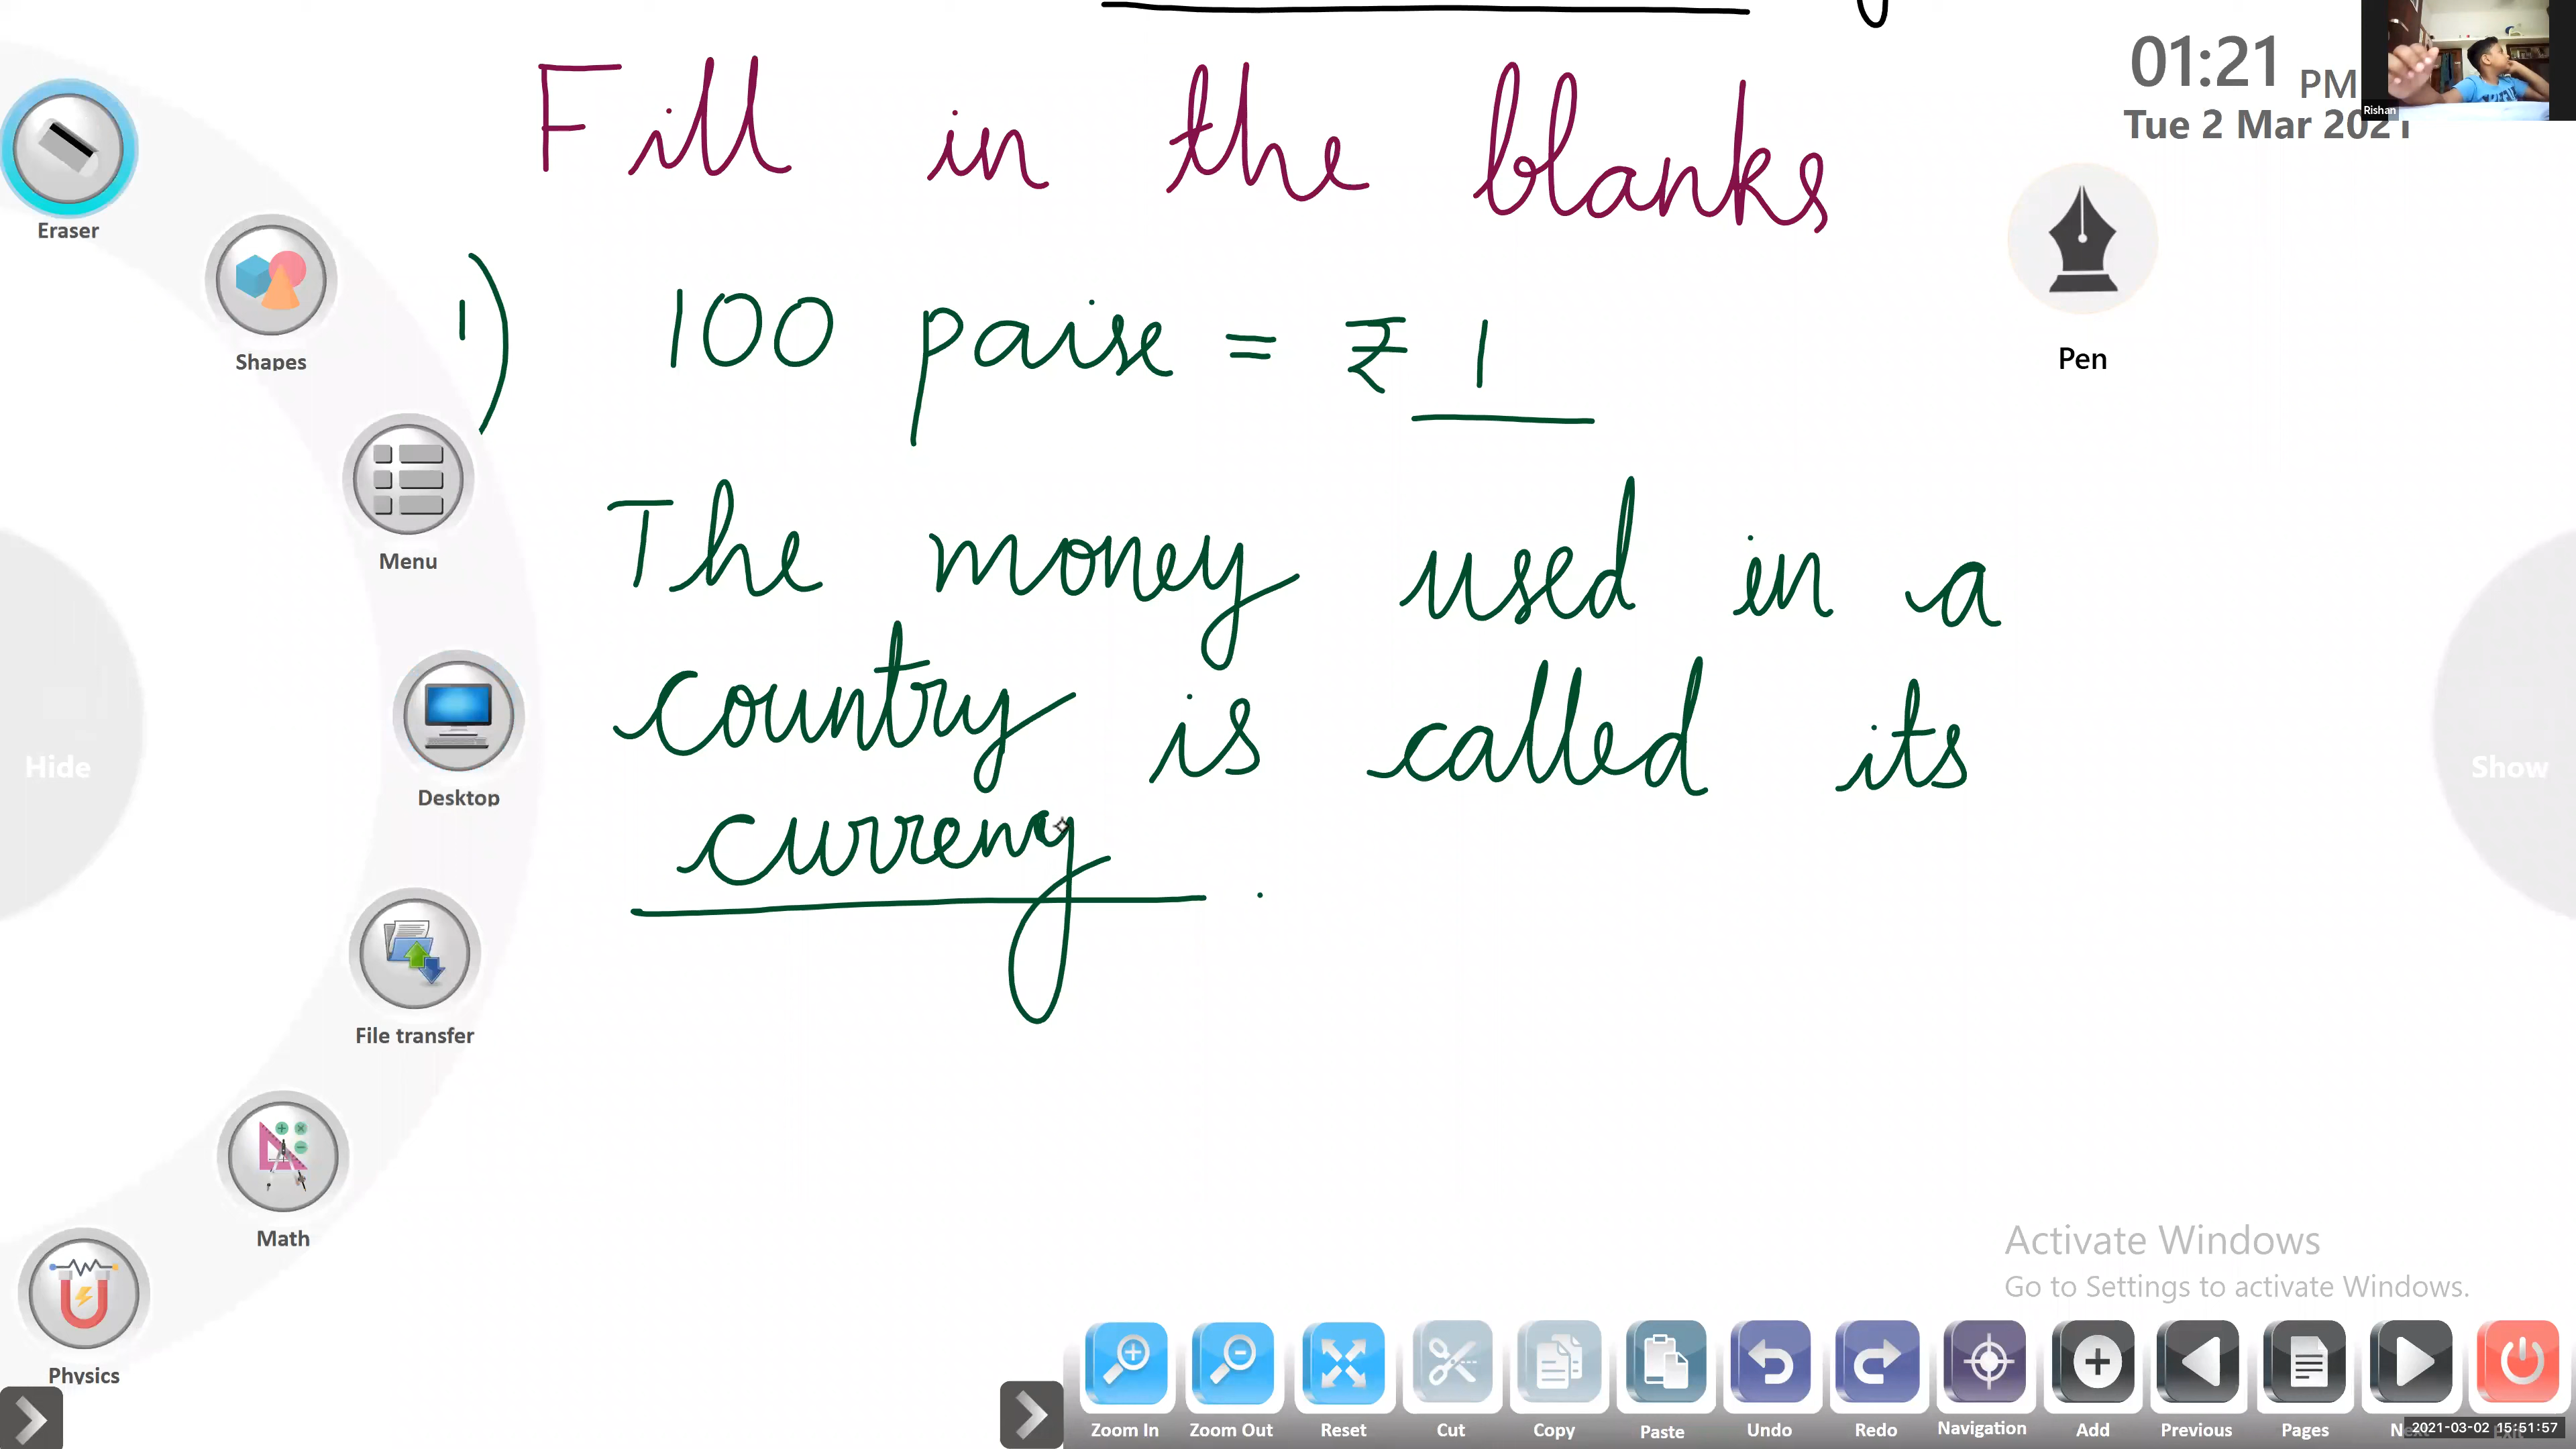 01:21 PM
Rishan
Tue 2 Mar 2021
Fill in the blanks
Eraser
Shapes
1) 100 paise = ₹ 1
Pen
Menu
The money used in a
country is called its
currency .
Hide
Show
Desktop
File transfer
Math
Physics
Activate Windows
Go to Settings to activate Windows.
Zoom In
Zoom Out
Reset
Cut
Copy
Paste
Undo
Redo
Navigation
Add
Previous
Pages
2021-03-02 15:51:57